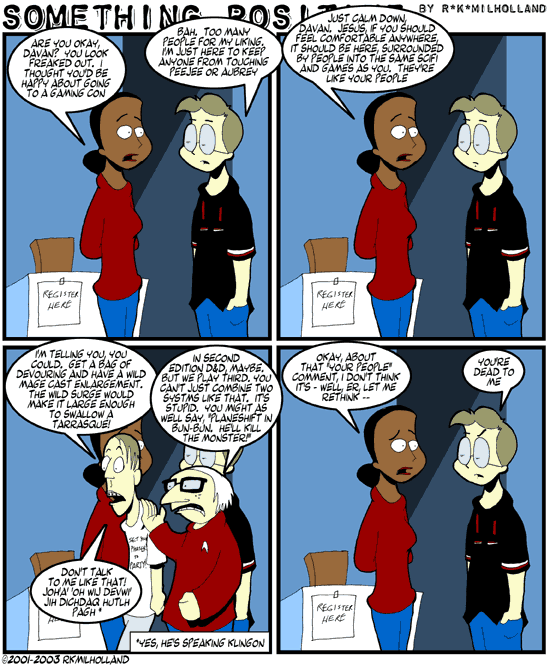 SOMETHING POSITIVE BY R*K*MILHOLLAND
ARE YOU OKAY,
DAVAN? YOU LOOK
FREAKED OUT. I
THOUGHT YOU'D BE
HAPPY ABOUT GOING
TO A GAMING CON
BAH. TOO MANY
PEOPLE FOR MY LIKING.
I'M JUST HERE TO KEEP
ANYONE FROM TOUCHING
PEEJEE OR AUBREY
REGISTER
HERE
JUST CALM DOWN,
DAVAN. JESUS, IF YOU SHOULD
FEEL COMFORTABLE ANYWHERE,
IT SHOULD BE HERE, SURROUNDED
BY PEOPLE INTO THE SAME SCIFI
AND GAMES AS YOU. THEY'RE
LIKE YOUR PEOPLE
REGISTER
HERE
I'M TELLING YOU, YOU
COULD. GET A BAG OF
DEVOURING AND HAVE A WILD
MAGE CAST ENLARGEMENT.
THE WILD SURGE WOULD
MAKE IT LARGE ENOUGH
TO SWALLOW A
TARRASQUE!
IN SECOND
EDITION D&D, MAYBE.
BUT WE PLAY THIRD. YOU
CAN'T JUST COMBINE TWO
SYSTMS LIKE THAT. IT'S
STUPID. YOU MIGHT AS
WELL SAY, "PLANESHIFT IN
BUN-BUN. HE'LL KILL
THE MONSTER!"
SET YOUR
PHASERS
TO
PARTY!
DON'T TALK
TO ME LIKE THAT!
JOHA' 'OH WIJ DEVWI'
JIH DICHDAQ HUTLH
PAGH *
*YES, HE'S SPEAKING KLINGON
OKAY, ABOUT
THAT "YOUR PEOPLE"
COMMENT, I DON'T THINK
IT'S - WELL, ER, LET ME
RETHINK --
YOU'RE
DEAD TO
ME
REGISTER
HERE
©2001-2003 RKMILHOLLAND